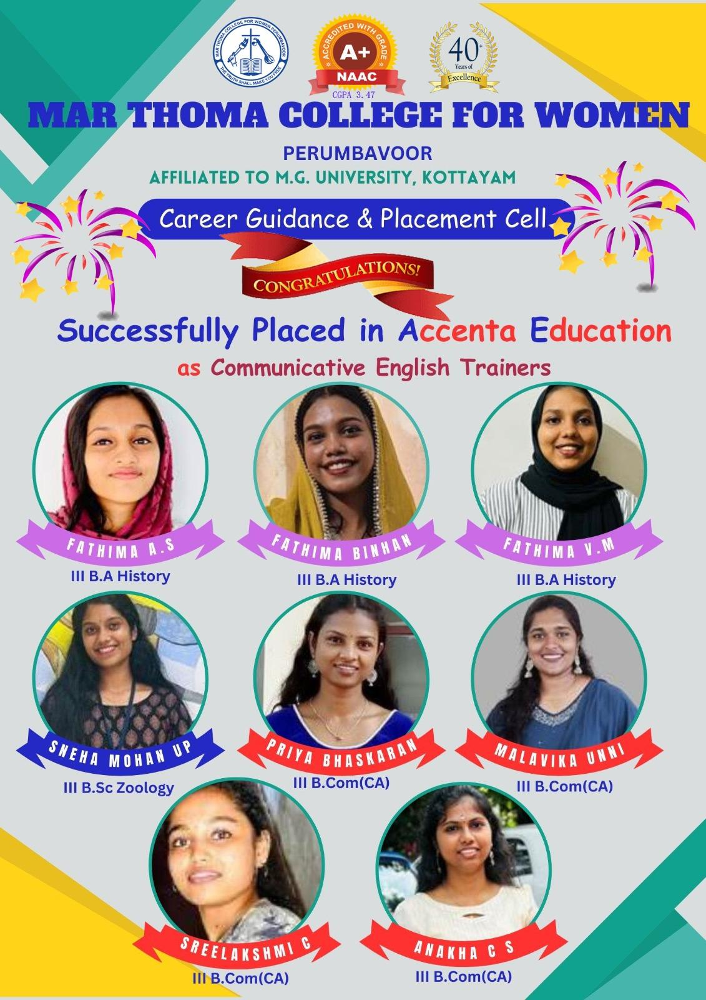 MAR THOMA COLLEGE FOR WOMEN PERUMBAVOOR
THE TRUTH SHALL MAKE YOU FREE
ACCREDITED WITH GRADE
A+
NAAC
CGPA 3.47
40+
Years of
Excellence
MAR THOMA COLLEGE FOR WOMEN
PERUMBAVOOR
AFFILIATED TO M.G. UNIVERSITY, KOTTAYAM
Career Guidance & Placement Cell
CONGRATULATIONS!
Successfully Placed in Accenta Education
as Communicative English Trainers
FATHIMA A.S
III B.A History
FATHIMA BINHAN
III B.A History
FATHIMA V.M
III B.A History
SNEHA MOHAN UP
III B.Sc Zoology
PRIYA BHASKARAN
III B.Com(CA)
MALAVIKA UNNI
III B.Com(CA)
SREELAKSHMI C
III B.Com(CA)
ANAKHA C S
III B.Com(CA)